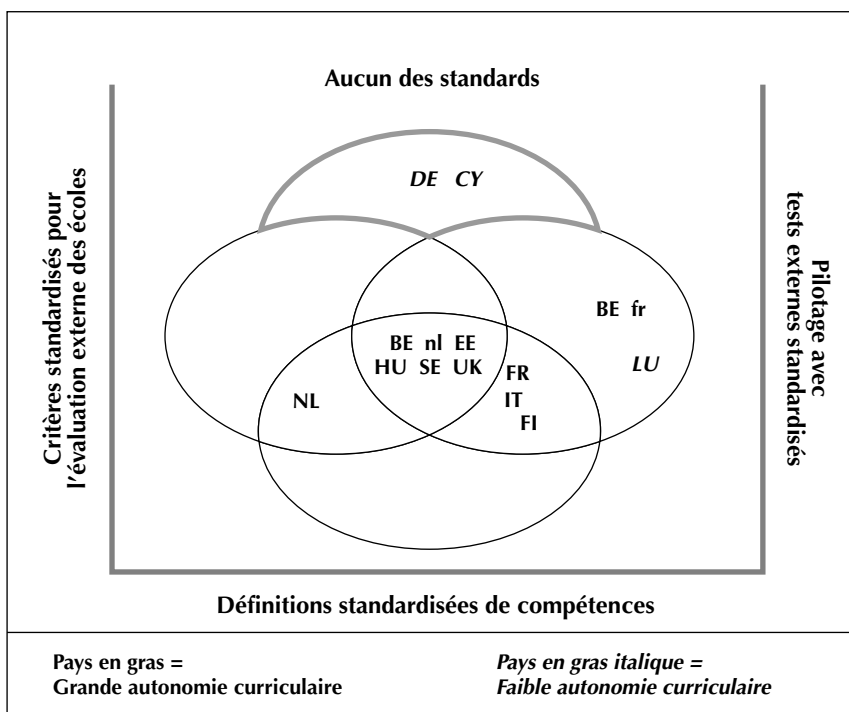 Aucun des standards
DE CY
Critères standardisés pour
l'évaluation externe des écoles
Pilotage avec
tests externes standardisés
BE fr
LU
BE nl EE
HU SE UK
FR
IT
FI
NL
Définitions standardisées de compétences
Pays en gras =
Grande autonomie curriculaire
Pays en gras italique =
Faible autonomie curriculaire